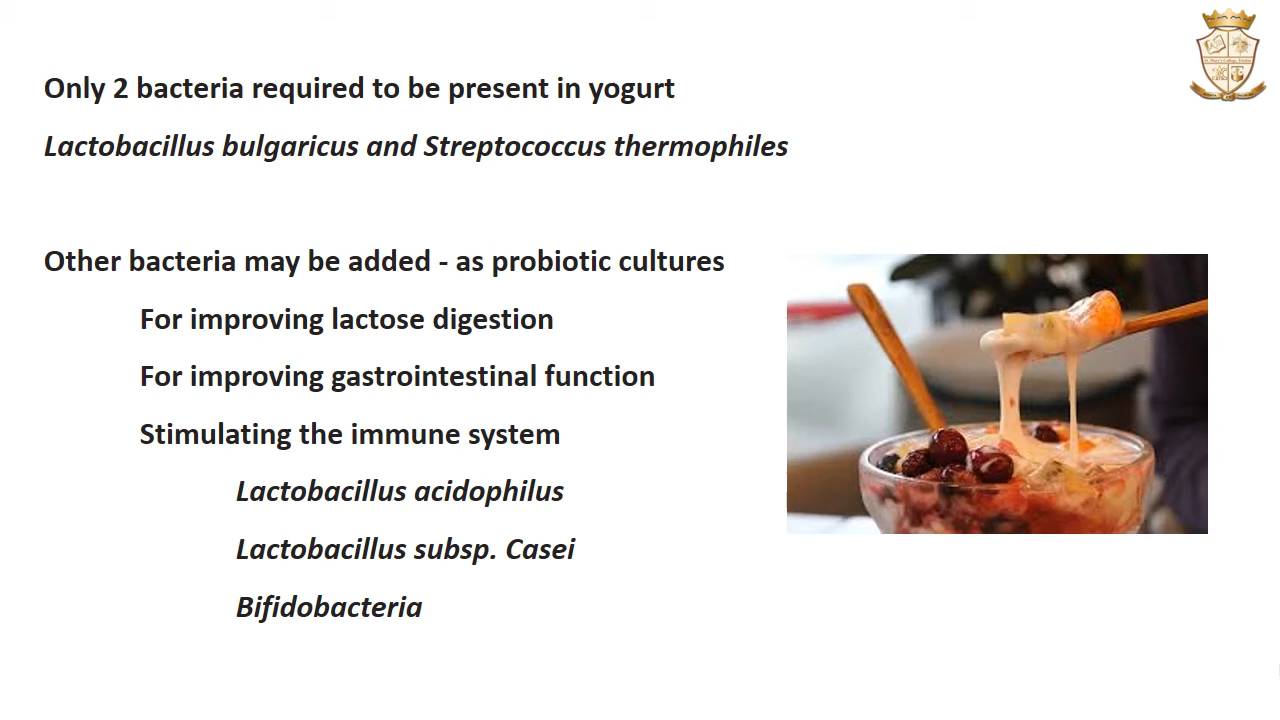 Only 2 bacteria required to be present in yogurt
Lactobacillus bulgaricus and Streptococcus thermophiles
Other bacteria may be added - as probiotic cultures
For improving lactose digestion
For improving gastrointestinal function
Stimulating the immune system
Lactobacillus acidophilus
Lactobacillus subsp. Casei
Bifidobacteria